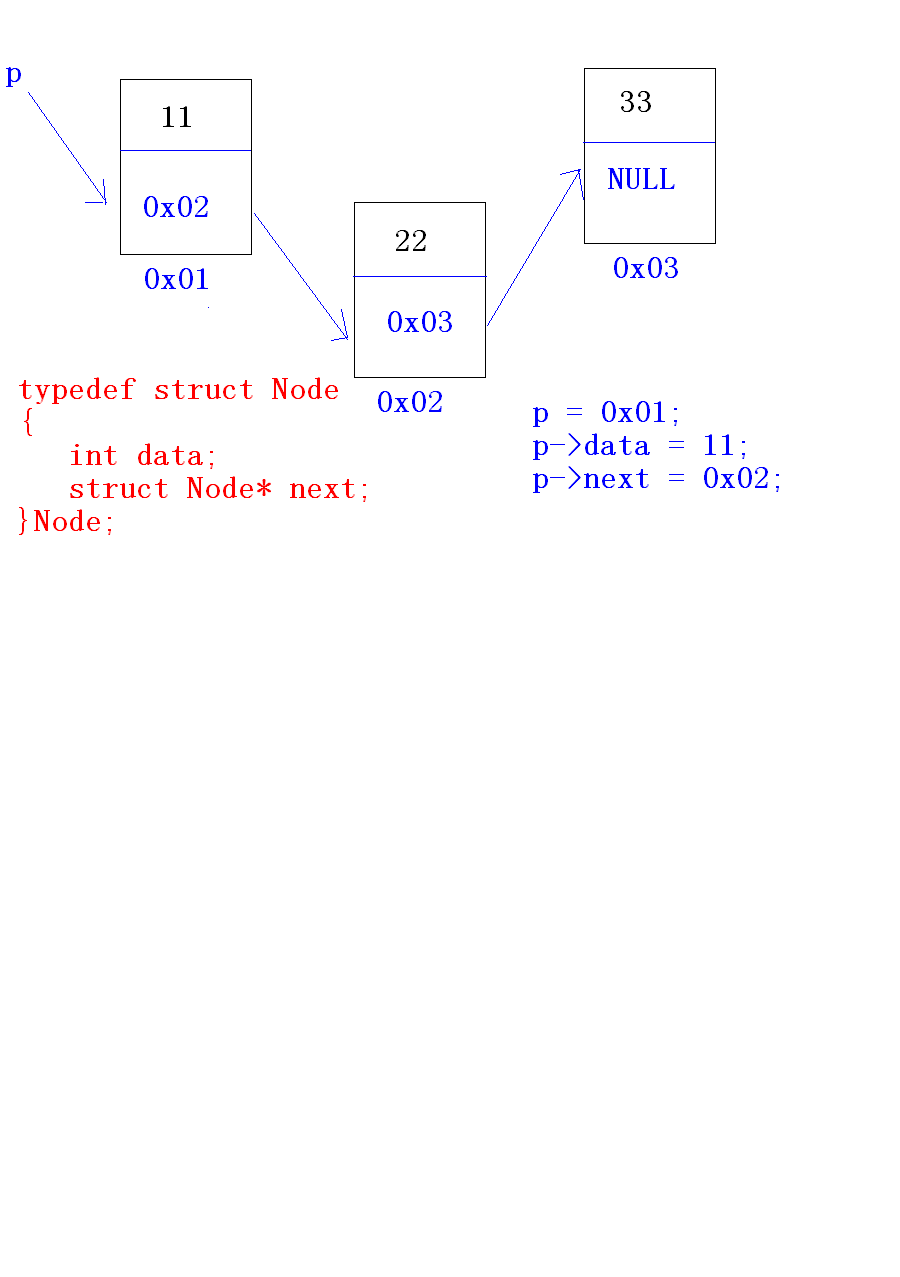 p
11
0x02
0x01
22
0x03
0x02
33
NULL
0x03
typedef struct Node
{
   int data;
   struct Node* next;
}Node;
p = 0x01;
p->data = 11;
p->next = 0x02;